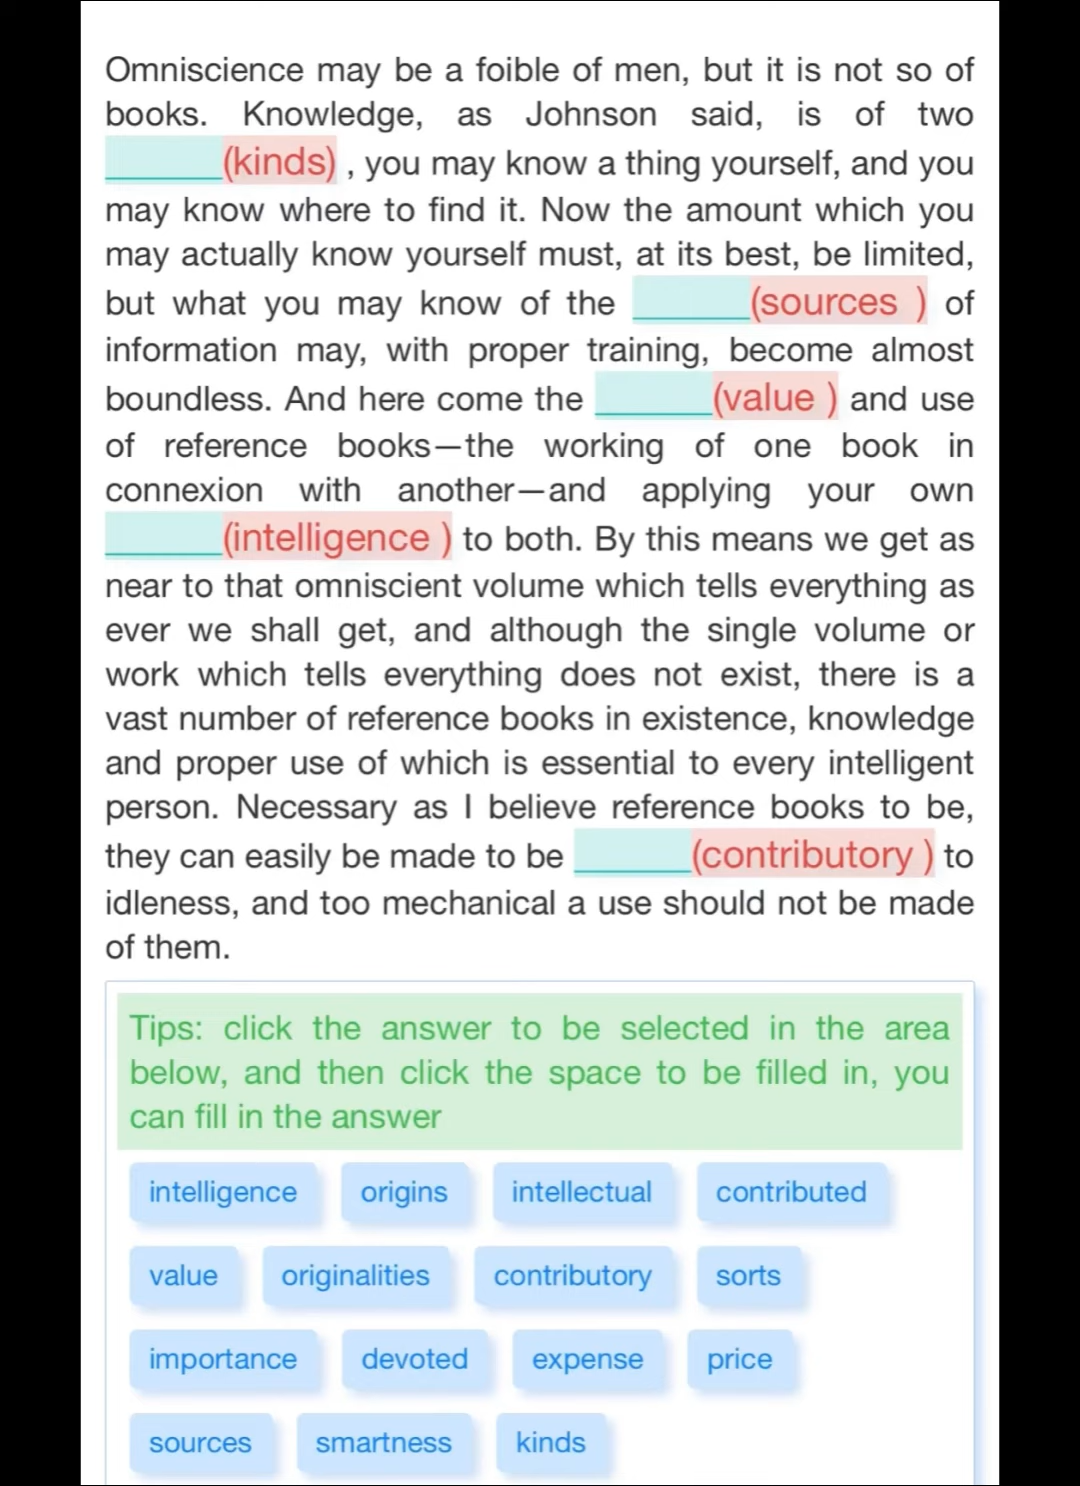 Omniscience may be a foible of men, but it is not so of
books. Knowledge, as Johnson said, is of two
______(kinds) , you may know a thing yourself, and you
may know where to find it. Now the amount which you
may actually know yourself must, at its best, be limited,
but what you may know of the ______(sources ) of
information may, with proper training, become almost
boundless. And here come the ______(value ) and use
of reference books—the working of one book in
connexion with another—and applying your own
______(intelligence ) to both. By this means we get as
near to that omniscient volume which tells everything as
ever we shall get, and although the single volume or
work which tells everything does not exist, there is a
vast number of reference books in existence, knowledge
and proper use of which is essential to every intelligent
person. Necessary as I believe reference books to be,
they can easily be made to be ______(contributory ) to
idleness, and too mechanical a use should not be made
of them.
Tips: click the answer to be selected in the area
below, and then click the space to be filled in, you
can fill in the answer
intelligence origins intellectual contributed
value originalities contributory sorts
importance devoted expense price
sources smartness kinds